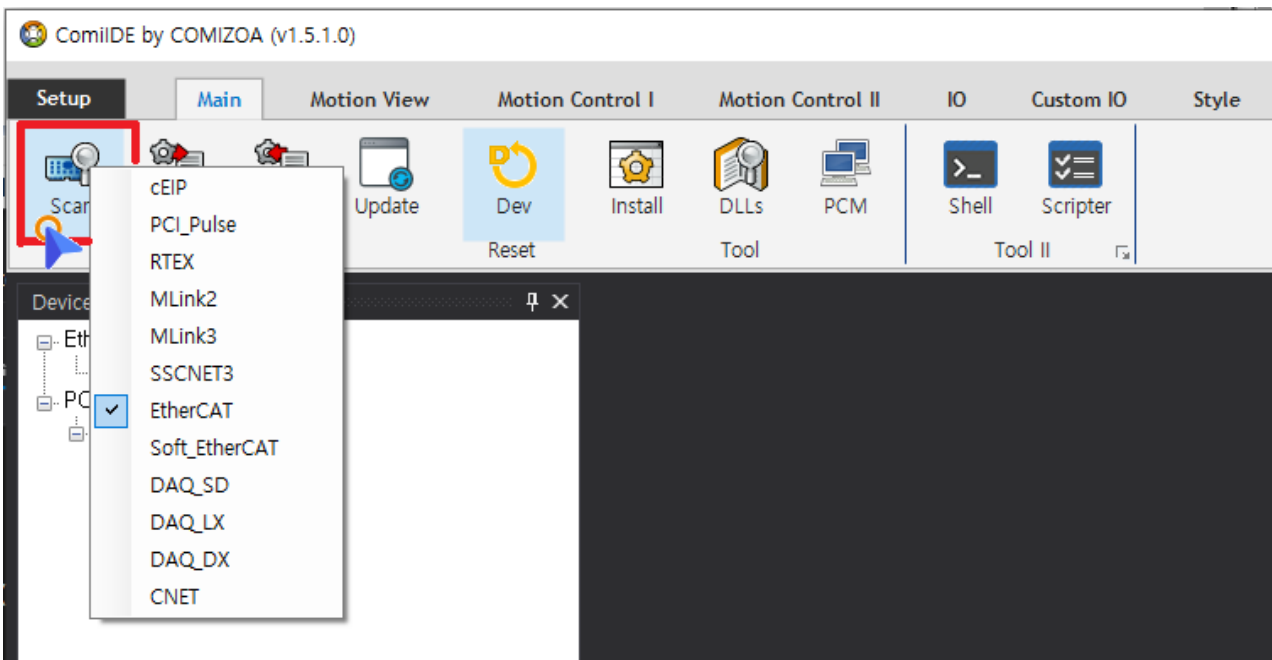 ComiIDE by COMIZOA (v1.5.1.0)
Setup Main Motion View Motion Control I Motion Control II IO Custom IO Style
Update Dev Install DLLs PCM Shell Scripter
Reset Tool Tool II
cEIP
PCI_Pulse
RTEX
MLink2
MLink3
SSCNET3
EtherCAT
Soft_EtherCAT
DAQ_SD
DAQ_LX
DAQ_DX
CNET